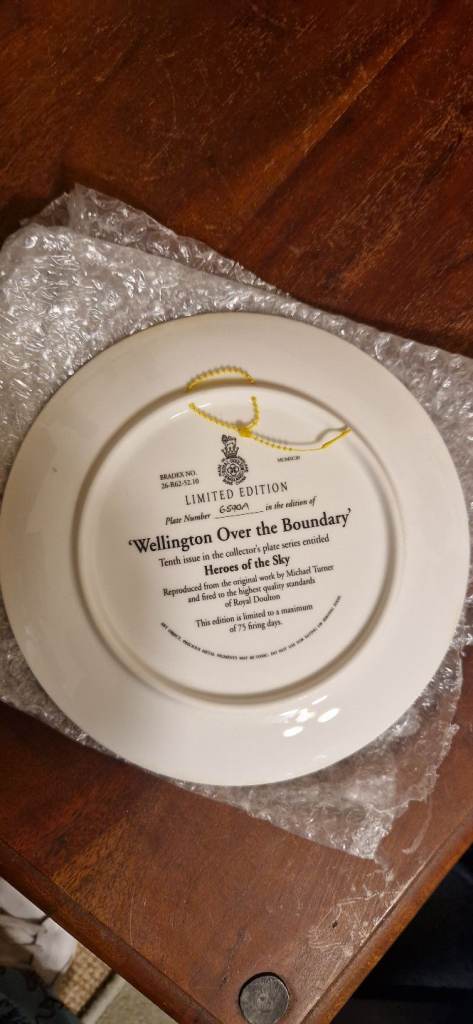 BRADEX NO.
26-R62-52.10
LIMITED EDITION
Plate Number 6590A in the edition of
'Wellington Over the Boundary'
Tenth issue in the collector's plate series entitled
Heroes of the Sky
Reproduced from the original work by Michael Turner
and fired to the highest quality standards
of Royal Doulton
This edition is limited to a maximum
of 75 firing days.